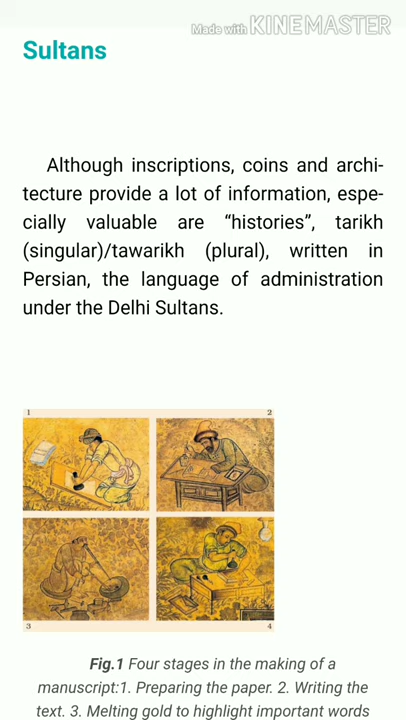 Made with KINEMASTER
Sultans
Although inscriptions, coins and archi-
tecture provide a lot of information, espe-
cially valuable are “histories”, tarikh
(singular)/tawarikh (plural), written in
Persian, the language of administration
under the Delhi Sultans.
1 2
3 4
Fig.1 Four stages in the making of a
manuscript:1. Preparing the paper. 2. Writing the
text. 3. Melting gold to highlight important words